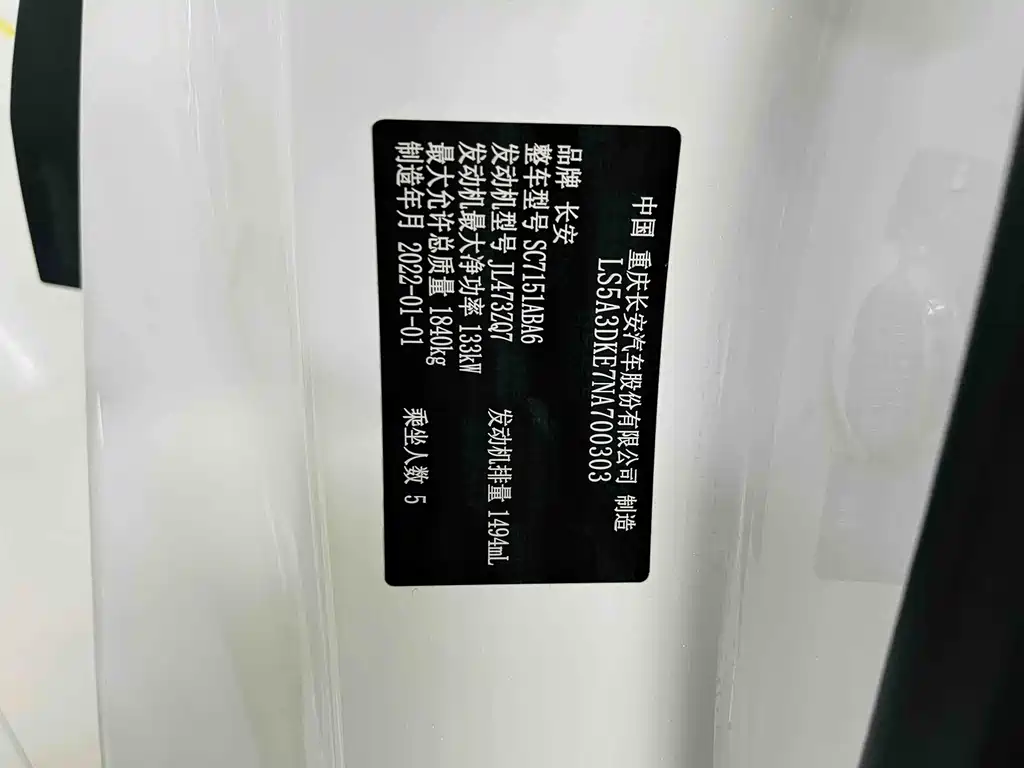 中国 重庆长安汽车股份有限公司 制造
LS5A3DKE7NA700303
品牌 长安
整车型号 SC7151ABA6
发动机型号 JL473ZQ7 发动机排量 1494mL
发动机最大净功率 133kW
最大允许总质量 1840kg
制造年月 2022-01-01 乘坐人数 5